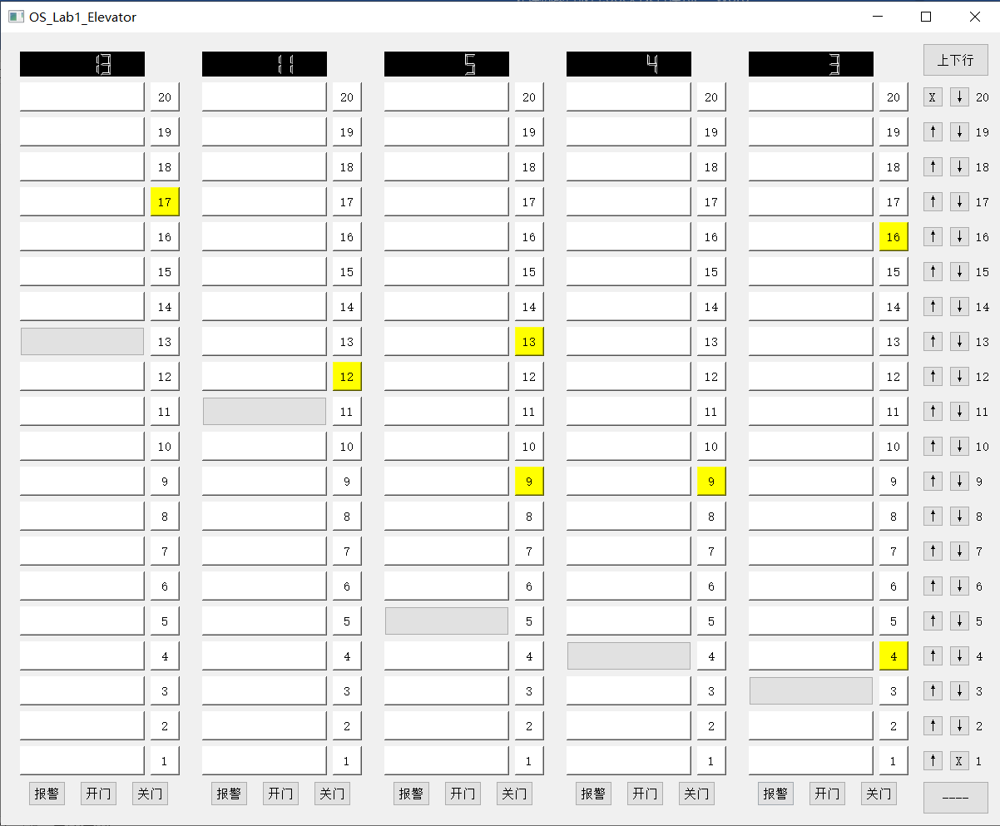 OS_Lab1_Elevator
13 11 5 4 3 上下行
20 20 20 20 20 X ↓ 20
19 19 19 19 19 ↑ ↓ 19
18 18 18 18 18 ↑ ↓ 18
17 17 17 17 17 ↑ ↓ 17
16 16 16 16 16 ↑ ↓ 16
15 15 15 15 15 ↑ ↓ 15
14 14 14 14 14 ↑ ↓ 14
13 13 13 13 13 ↑ ↓ 13
12 12 12 12 12 ↑ ↓ 12
11 11 11 11 11 ↑ ↓ 11
10 10 10 10 10 ↑ ↓ 10
9 9 9 9 9 ↑ ↓ 9
8 8 8 8 8 ↑ ↓ 8
7 7 7 7 7 ↑ ↓ 7
6 6 6 6 6 ↑ ↓ 6
5 5 5 5 5 ↑ ↓ 5
4 4 4 4 4 ↑ ↓ 4
3 3 3 3 3 ↑ ↓ 3
2 2 2 2 2 ↑ ↓ 2
1 1 1 1 1 ↑ X 1
报警 开门 关门 报警 开门 关门 报警 开门 关门 报警 开门 关门 报警 开门 关门 ----